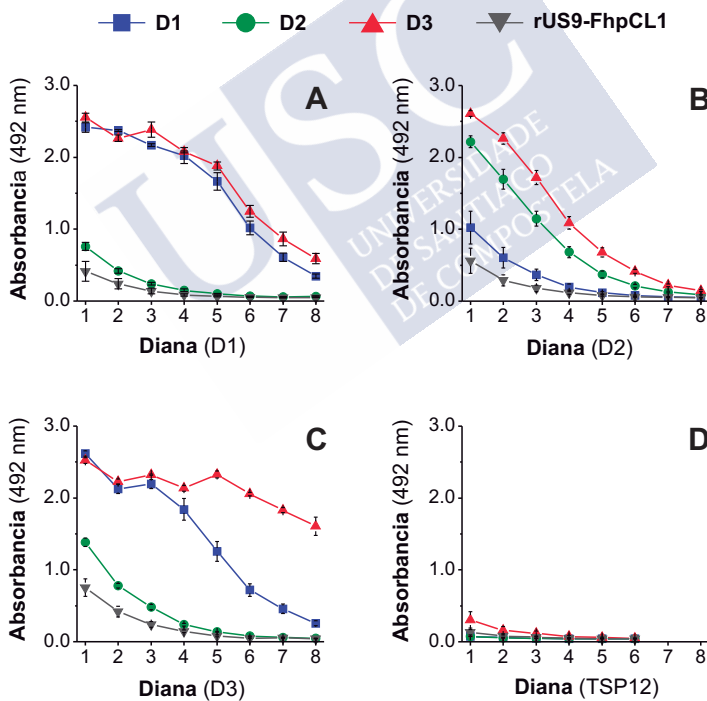 D1 D2 D3 rUS9-FhpCL1
USC
UNIVERSIDADE
DE SANTIAGO
DE COMPOSTELA
A
Absorbancia (492 nm)
3.0
2.0
1.0
0.0
1 2 3 4 5 6 7 8
Diana (D1)
B
Absorbancia (492 nm)
3.0
2.0
1.0
0.0
1 2 3 4 5 6 7 8
Diana (D2)
C
Absorbancia (492 nm)
3.0
2.0
1.0
0.0
1 2 3 4 5 6 7 8
Diana (D3)
D
Absorbancia (492 nm)
3.0
2.0
1.0
0.0
1 2 3 4 5 6 7 8
Diana (TSP12)